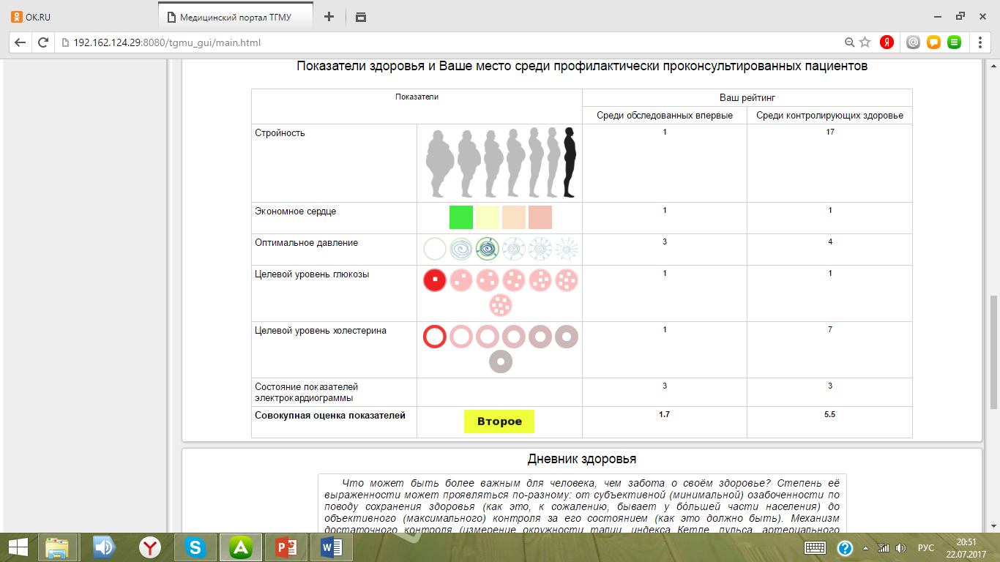 OK.RU
Медицинский портал ТГМУ
192.162.124.29:8080/tgmu_gui/main.html
Показатели здоровья и Ваше место среди профилактически проконсультированных пациентов
Показатели
Ваш рейтинг
Среди обследованных впервые
Среди контролирующих здоровье
Стройность
1
17
Экономное сердце
1
1
Оптимальное давление
3
4
Целевой уровень глюкозы
1
1
Целевой уровень холестерина
1
7
Состояние показателей
электрокардиограммы
3
3
Совокупная оценка показателей
Второе
1.7
5.5
Дневник здоровья
Что может быть более важным для человека, чем забота о своём здоровье? Степень её
выраженности может проявляться по-разному: от субъективной (минимальной) озабоченности по
поводу сохранения здоровья (как это, к сожалению, бывает у бо́льшей части населения) до
объективного (максимального) контроля за его состоянием (как это должно быть). Механизм
достаточного контроля (измерение окружности талии, индекса Кетле, пульса, артериального
РУС
20:51
22.07.2017